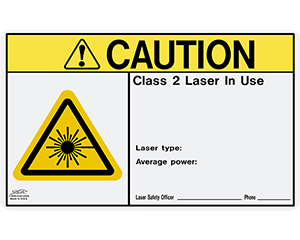 CAUTION
Class 2 Laser In Use
Laser type:
Average power:
Laser Safety Officer
Phone